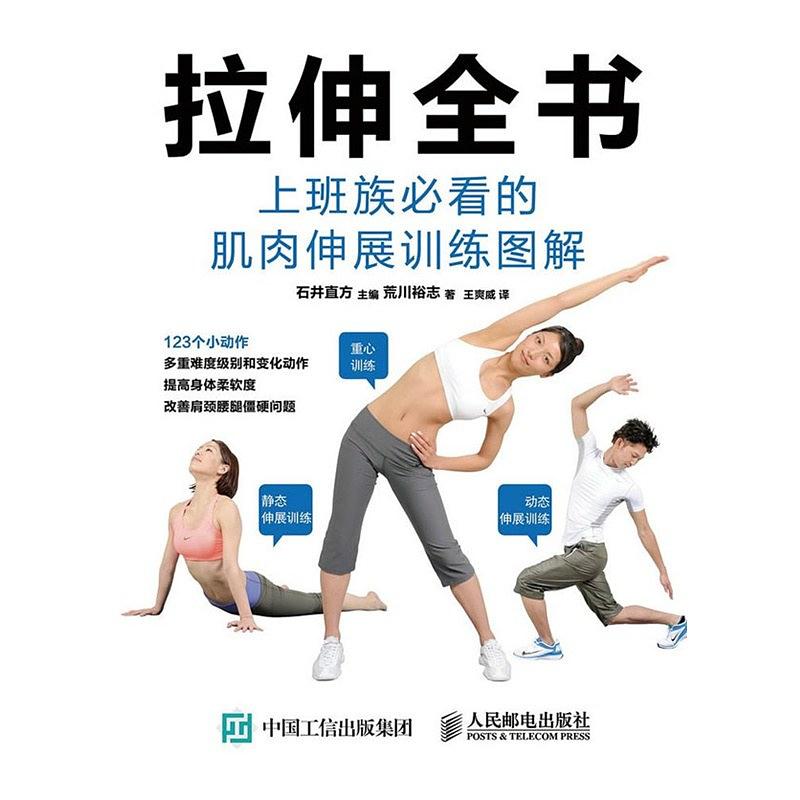 拉伸全书
上班族必看的
肌肉伸展训练图解
石井直方 主编 荒川裕志 著 王爽威 译
123个小动作
多重难度级别和变化动作
提高身体柔软度
改善肩颈腰腿僵硬问题
重心
训练
静态
伸展训练
动态
伸展训练
中国工信出版集团
人民邮电出版社
POSTS & TELECOM PRESS